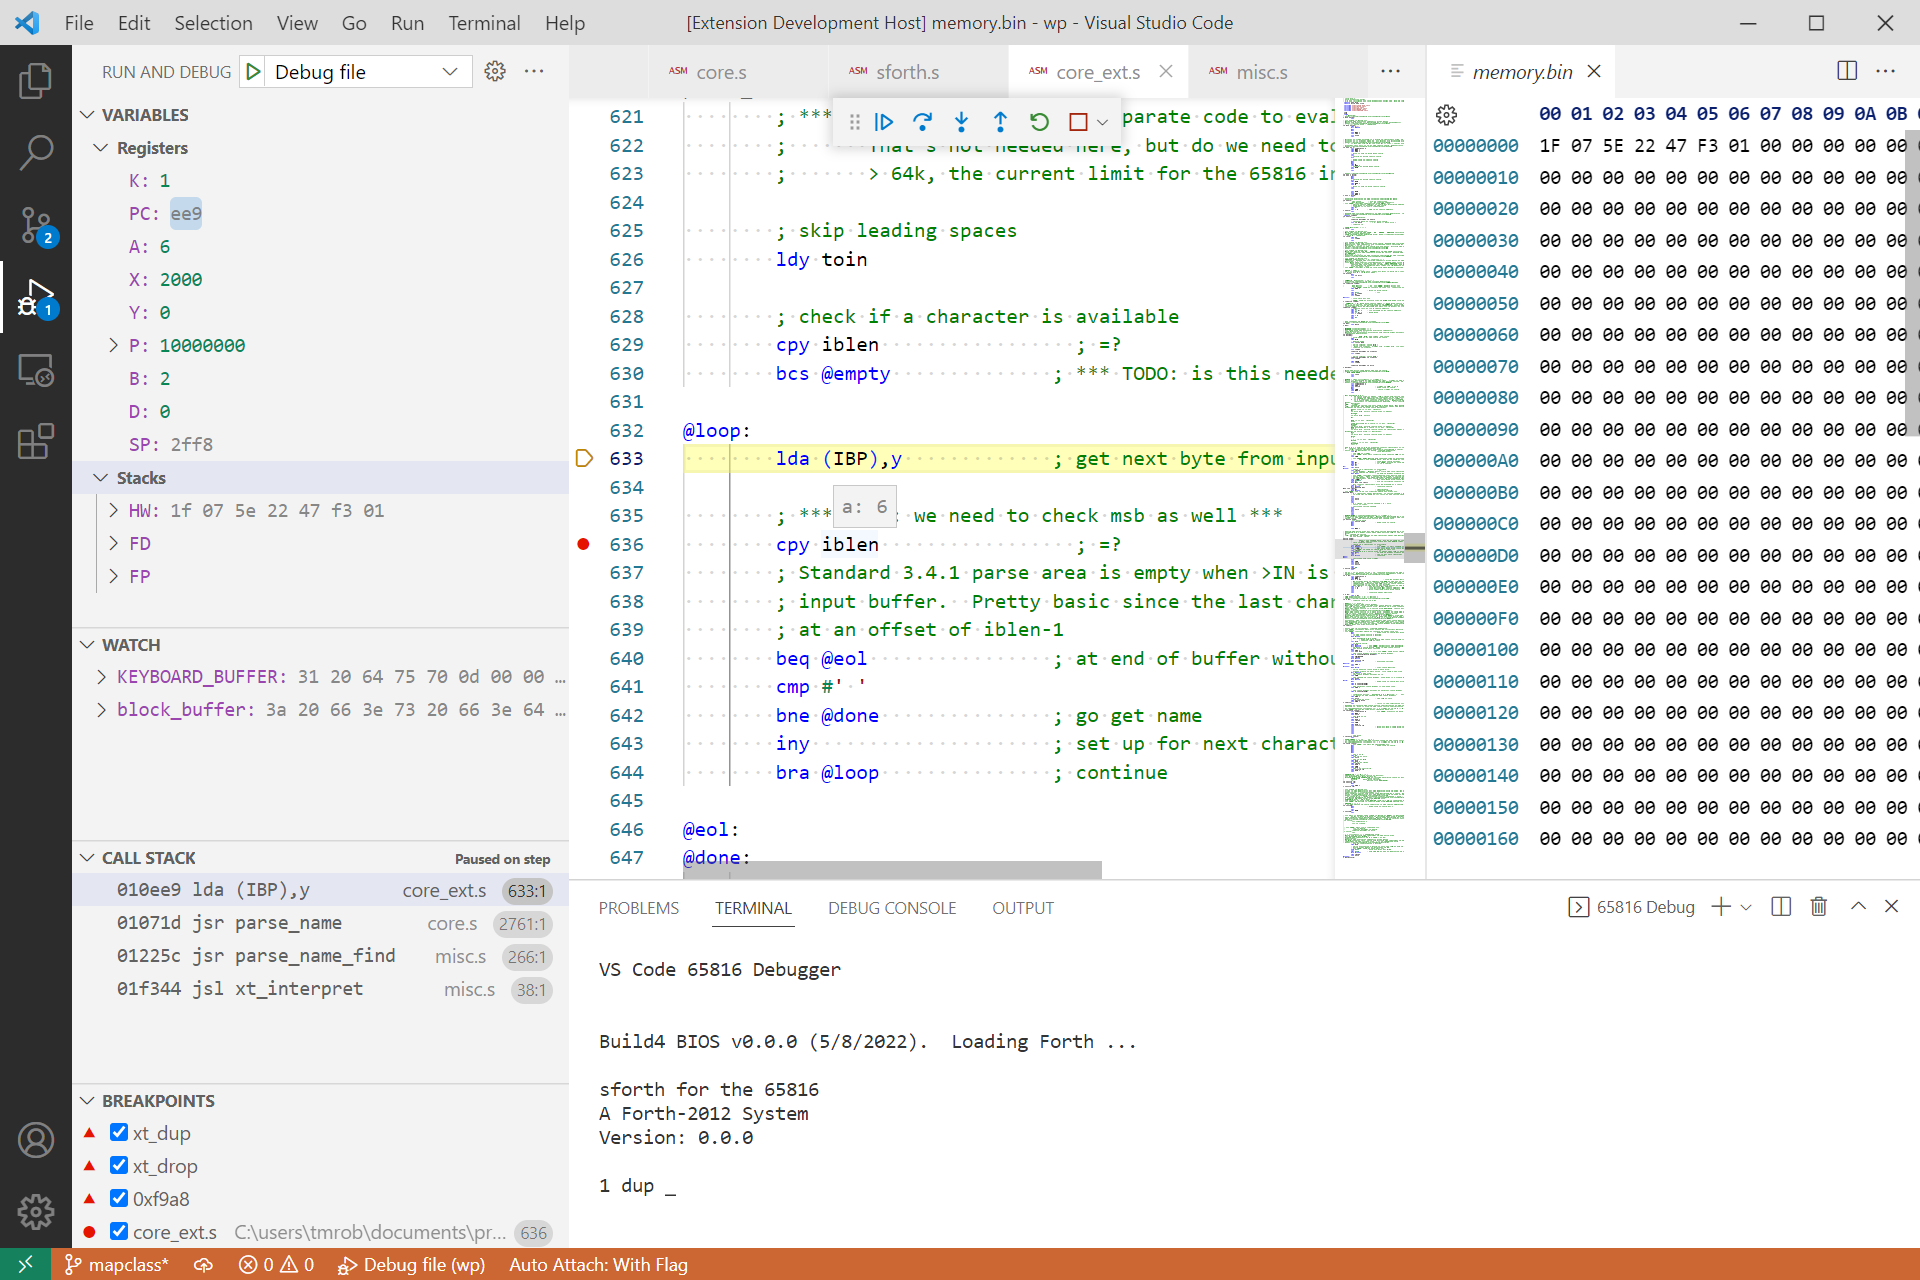 File Edit Selection View Go Run Terminal Help
[Extension Development Host] memory.bin - wp - Visual Studio Code
RUN AND DEBUG Debug file
VARIABLES
Registers
K: 1
PC: ee9
A: 6
X: 2000
Y: 0
P: 10000000
B: 2
D: 0
SP: 2ff8
Stacks
HW: 1f 07 5e 22 47 f3 01
FD
FP
WATCH
KEYBOARD_BUFFER: 31 20 64 75 70 0d 00 00 ...
block_buffer: 3a 20 66 3e 73 20 66 3e 64 ...
CALL STACK Paused on step
010ee9 lda (IBP),y core_ext.s 633:1
01071d jsr parse_name core.s 2761:1
01225c jsr parse_name_find misc.s 266:1
01f344 jsl xt_interpret misc.s 38:1
BREAKPOINTS
xt_dup
xt_drop
0xf9a8
core_ext.s C:\users\tmrob\documents\pr... 636
2
1
ASM core.s ASM sforth.s ASM core_ext.s ASM misc.s ...
621 ; *** parate code to eval
622 ; That's not needed here, but do we need to
623 ; > 64k, the current limit for the 65816 in
624
625 ; skip leading spaces
626 ldy toin
627
628 ; check if a character is available
629 cpy iblen ; =?
630 bcs @empty ; *** TODO: is this neede
631
632 @loop:
633 lda (IBP),y ; get next byte from inpu
634
a: 6
635 ; *** : we need to check msb as well ***
636 cpy iblen ; =?
637 ; Standard 3.4.1 parse area is empty when >IN is
638 ; input buffer.  Pretty basic since the last char
639 ; at an offset of iblen-1
640 beq @eol ; at end of buffer withou
641 cmp #' '
642 bne @done ; go get name
643 iny ; set up for next charact
644 bra @loop ; continue
645
646 @eol:
647 @done:
memory.bin
00 01 02 03 04 05 06 07 08 09 0A 0B
00000000 1F 07 5E 22 47 F3 01 00 00 00 00 00
00000010 00 00 00 00 00 00 00 00 00 00 00 00
00000020 00 00 00 00 00 00 00 00 00 00 00 00
00000030 00 00 00 00 00 00 00 00 00 00 00 00
00000040 00 00 00 00 00 00 00 00 00 00 00 00
00000050 00 00 00 00 00 00 00 00 00 00 00 00
00000060 00 00 00 00 00 00 00 00 00 00 00 00
00000070 00 00 00 00 00 00 00 00 00 00 00 00
00000080 00 00 00 00 00 00 00 00 00 00 00 00
00000090 00 00 00 00 00 00 00 00 00 00 00 00
000000A0 00 00 00 00 00 00 00 00 00 00 00 00
000000B0 00 00 00 00 00 00 00 00 00 00 00 00
000000C0 00 00 00 00 00 00 00 00 00 00 00 00
000000D0 00 00 00 00 00 00 00 00 00 00 00 00
000000E0 00 00 00 00 00 00 00 00 00 00 00 00
000000F0 00 00 00 00 00 00 00 00 00 00 00 00
00000100 00 00 00 00 00 00 00 00 00 00 00 00
00000110 00 00 00 00 00 00 00 00 00 00 00 00
00000120 00 00 00 00 00 00 00 00 00 00 00 00
00000130 00 00 00 00 00 00 00 00 00 00 00 00
00000140 00 00 00 00 00 00 00 00 00 00 00 00
00000150 00 00 00 00 00 00 00 00 00 00 00 00
00000160 00 00 00 00 00 00 00 00 00 00 00 00
PROBLEMS TERMINAL DEBUG CONSOLE OUTPUT 65816 Debug
VS Code 65816 Debugger
Build4 BIOS v0.0.0 (5/8/2022).  Loading Forth ...
sforth for the 65816
A Forth-2012 System
Version: 0.0.0
1 dup _
mapclass* 0 0 Debug file (wp) Auto Attach: With Flag